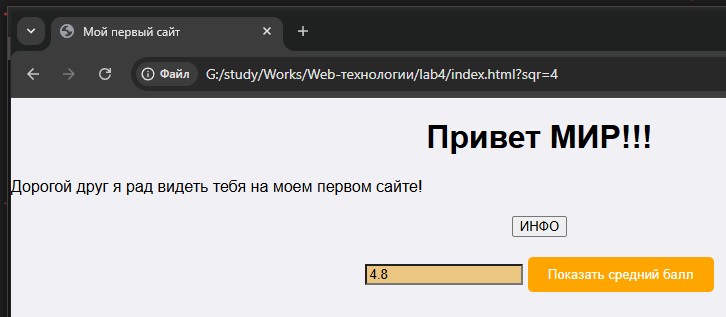 Мой первый сайт
Файл G:/study/Works/Web-технологии/lab4/index.html?sqr=4
Привет МИР!!!
Дорогой друг я рад видеть тебя на моем первом сайте!
ИНФО
4.8 Показать средний балл